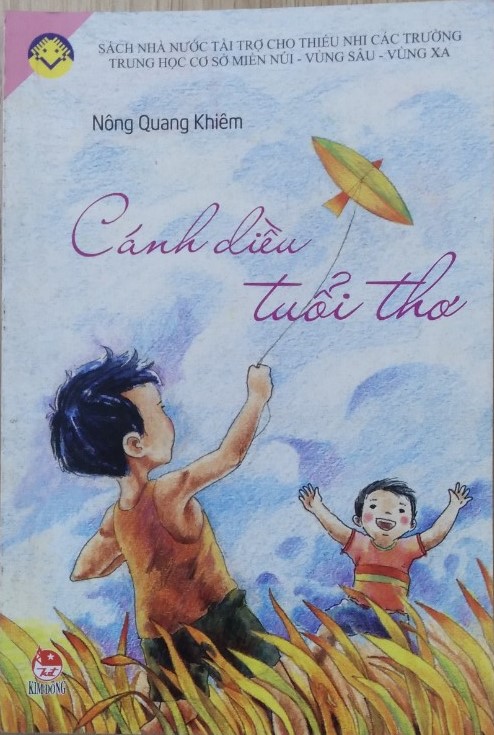 SÁCH NHÀ NƯỚC TÀI TRỢ CHO THIẾU NHI CÁC TRƯỜNG
TRUNG HỌC CƠ SỞ MIỀN NÚI - VÙNG SÂU - VÙNG XA
Nông Quang Khiêm
Cánh diều
tuổi thơ
KIM ĐỒNG